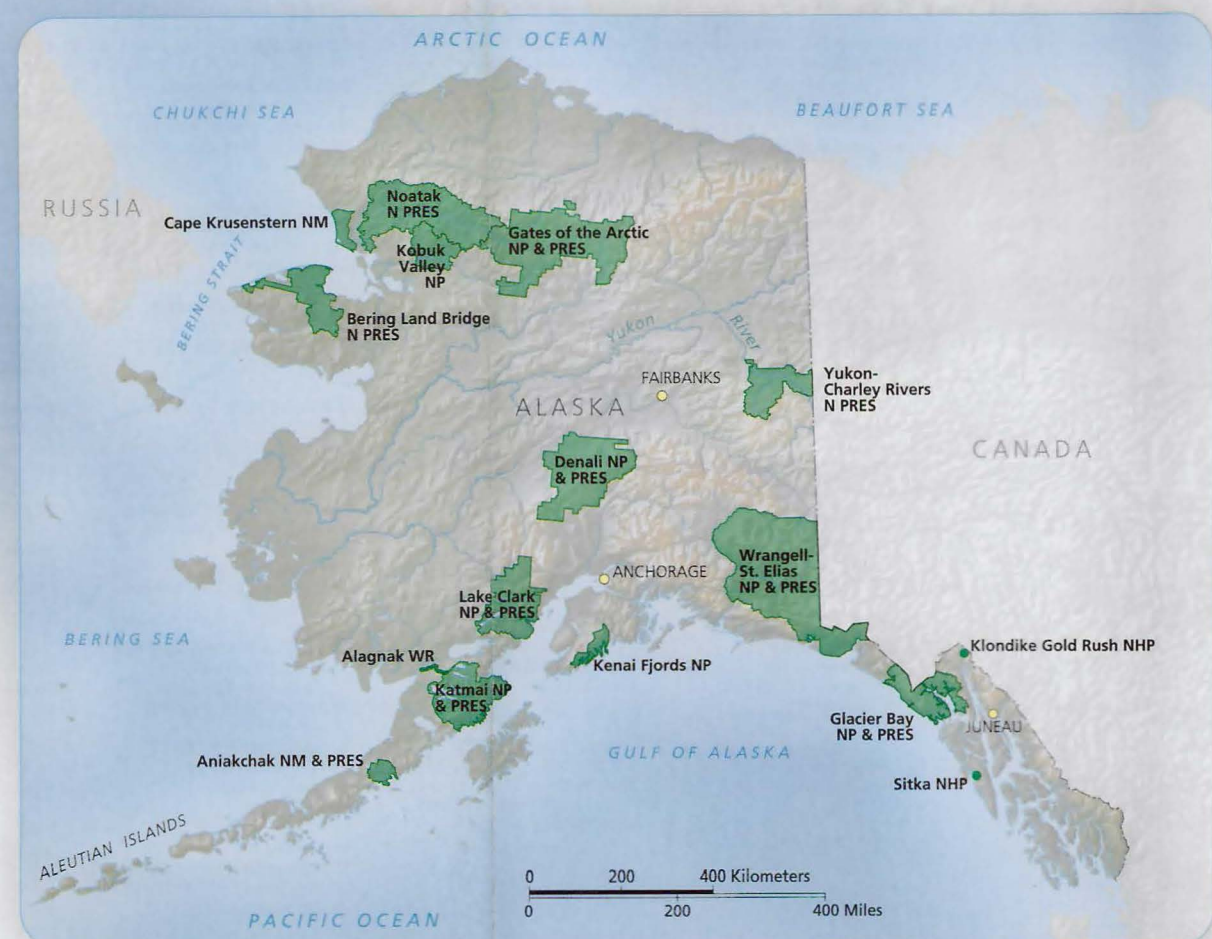 ARCTIC OCEAN
CHUKCHI SEA
BEAUFORT SEA
RUSSIA
Cape Krusenstern NM
Noatak
N PRES
Gates of the Arctic
NP & PRES
Kobuk
Valley
NP
BERING STRAIT
Bering Land Bridge
N PRES
Yukon
River
FAIRBANKS
Yukon-
Charley Rivers
N PRES
ALASKA
CANADA
Denali NP
& PRES
Wrangell-
St. Elias
NP & PRES
ANCHORAGE
Lake Clark
NP & PRES
BERING SEA
Alagnak WR
Kenai Fjords NP
Klondike Gold Rush NHP
Katmai NP
& PRES
Glacier Bay
NP & PRES
JUNEAU
GULF OF ALASKA
Aniakchak NM & PRES
Sitka NHP
ALEUTIAN ISLANDS
0 200 400 Kilometers
0 200 400 Miles
PACIFIC OCEAN